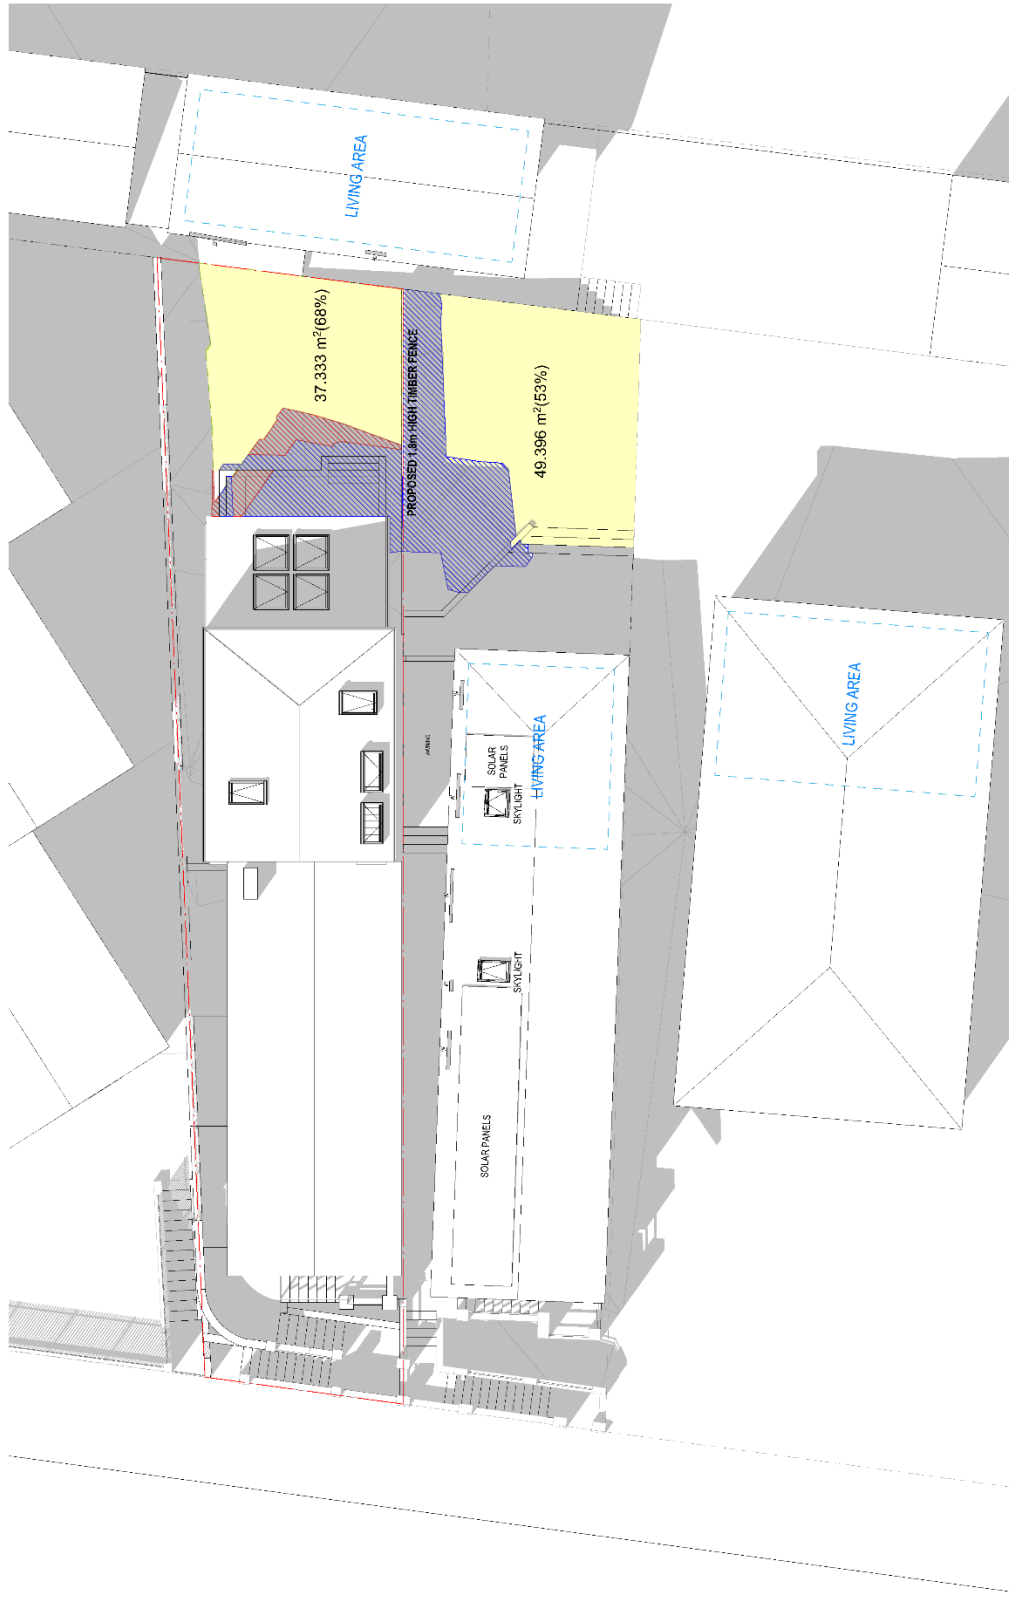 LIVING AREA
37.333 m²(68%)
PROPOSED 1.8m HIGH TIMBER FENCE
49.396 m²(53%)
LIVING AREA
LIVING AREA
SOLAR
PANELS
SKYLIGHT
AWNING
SKYLIGHT
SOLAR PANELS